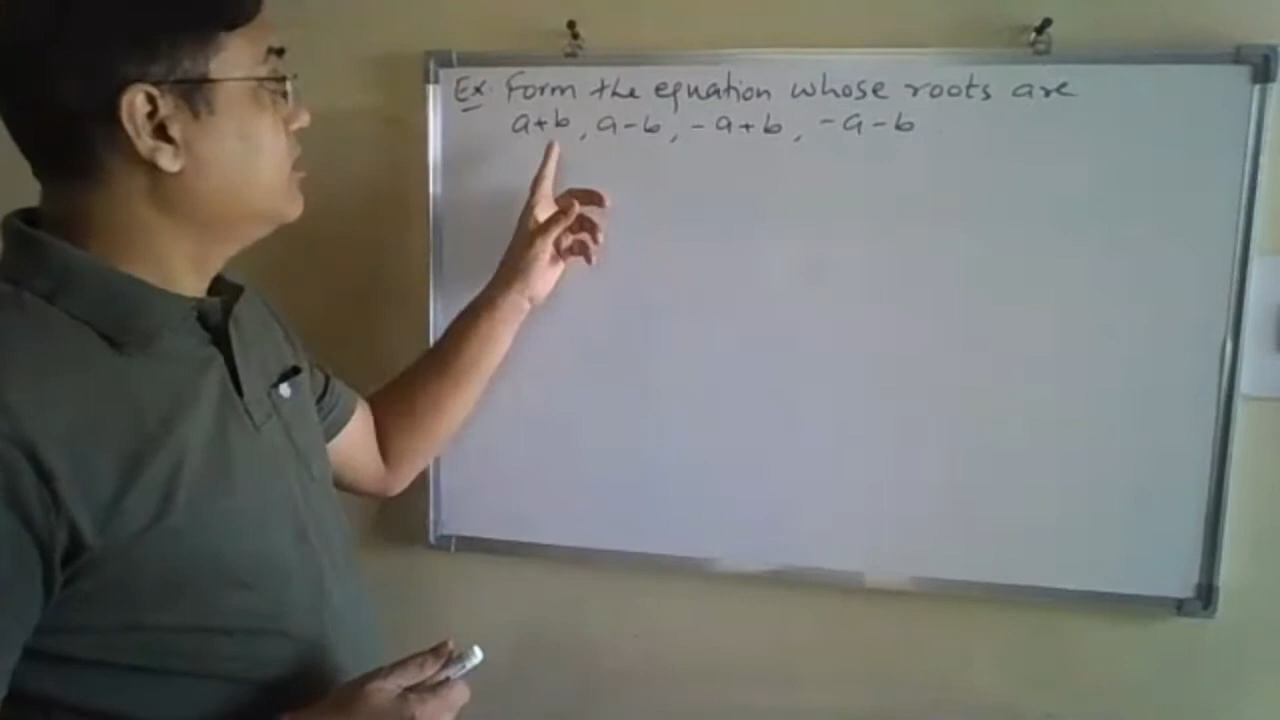 Ex. Form the equation whose roots are
a+b, a-b, -a+b, -a-b